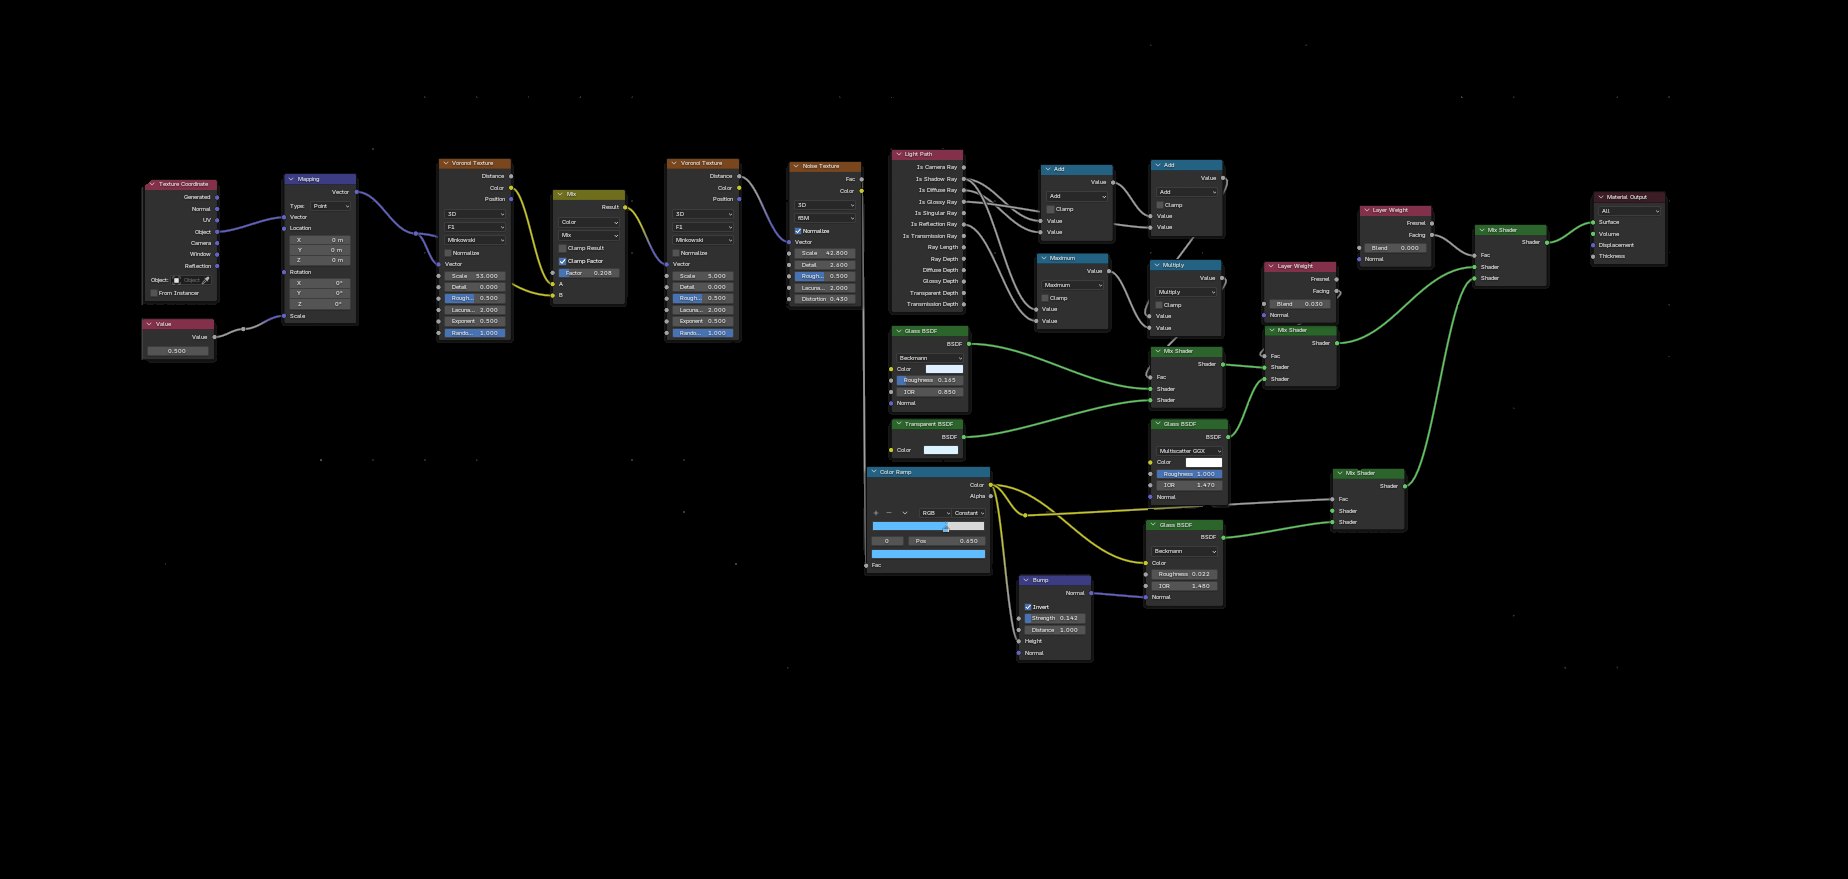 Texture Coordinate
Generated
Normal
UV
Object
Camera
Window
Reflection
Object:
Object
From Instancer
Value
Value
0.500
Mapping
Vector
Type: Point
Vector
Location
X 0 m
Y 0 m
Z 0 m
Rotation
X 0°
Y 0°
Z 0°
Scale
Voronoi Texture
Distance
Color
Position
3D
F1
Minkowski
Normalize
Vector
Scale 53.000
Detail 0.000
Rough... 0.500
Lacuna... 2.000
Exponent 0.500
Rando... 1.000
Mix
Result
Color
Mix
Clamp Result
Clamp Factor
Factor 0.208
A
B
Voronoi Texture
Distance
Color
Position
3D
F1
Minkowski
Normalize
Vector
Scale 5.000
Detail 0.000
Rough... 0.500
Lacuna... 2.000
Exponent 0.500
Rando... 1.000
Noise Texture
Fac
Color
3D
fBM
Normalize
Vector
Scale 42.800
Detail 2.600
Rough... 0.500
Lacuna... 2.000
Distortion 0.430
Light Path
Is Camera Ray
Is Shadow Ray
Is Diffuse Ray
Is Glossy Ray
Is Singular Ray
Is Reflection Ray
Is Transmission Ray
Ray Length
Ray Depth
Diffuse Depth
Glossy Depth
Transparent Depth
Transmission Depth
Glass BSDF
BSDF
Beckmann
Color
Roughness 0.165
IOR 0.850
Normal
Transparent BSDF
BSDF
Color
Color Ramp
Color
Alpha
+ −
RGB
Constant
0
Pos 0.650
Fac
Add
Value
Add
Clamp
Value
Value
Maximum
Value
Maximum
Clamp
Value
Value
Bump
Normal
Invert
Strength 0.142
Distance 1.000
Height
Normal
Add
Value
Add
Clamp
Value
Value
Multiply
Value
Multiply
Clamp
Value
Value
Mix Shader
Shader
Fac
Shader
Shader
Glass BSDF
BSDF
Multiscatter GGX
Color
Roughness 1.000
IOR 1.470
Normal
Glass BSDF
BSDF
Beckmann
Color
Roughness 0.022
IOR 1.480
Normal
Layer Weight
Fresnel
Facing
Blend 0.030
Normal
Mix Shader
Shader
Fac
Shader
Shader
Layer Weight
Fresnel
Facing
Blend 0.000
Normal
Mix Shader
Shader
Fac
Shader
Shader
Mix Shader
Shader
Fac
Shader
Shader
Material Output
All
Surface
Volume
Displacement
Thickness